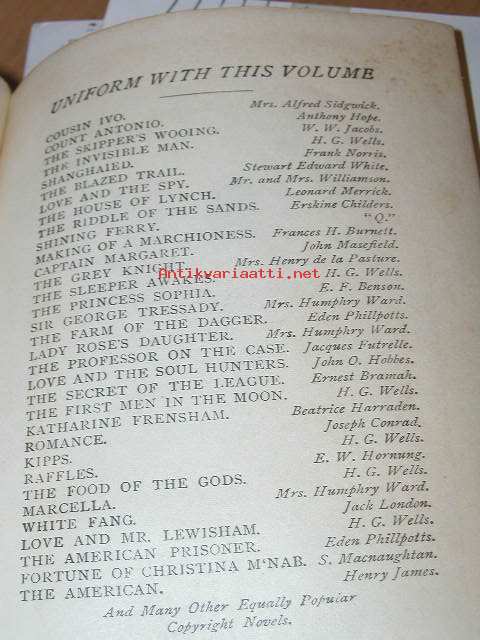 UNIFORM WITH THIS VOLUME
COUSIN IVO. Mrs. Alfred Sidgwick.
COUNT ANTONIO. Anthony Hope.
THE SKIPPER'S WOOING. W. W. Jacobs.
THE INVISIBLE MAN. H. G. Wells.
SHANGHAIED. Frank Norris.
THE BLAZED TRAIL. Stewart Edward White.
LOVE AND THE SPY. Mr. and Mrs. Williamson.
THE HOUSE OF LYNCH. Leonard Merrick.
THE RIDDLE OF THE SANDS. Erskine Childers.
SHINING FERRY. "Q."
MAKING OF A MARCHIONESS. Frances H. Burnett.
CAPTAIN MARGARET. John Masefield.
THE GREY KNIGHT. Mrs. Henry de la Pasture.
THE SLEEPER AWAKES. H. G. Wells.
THE PRINCESS SOPHIA. E. F. Benson.
SIR GEORGE TRESSADY. Mrs. Humphry Ward.
THE FARM OF THE DAGGER. Eden Phillpotts.
LADY ROSE'S DAUGHTER. Mrs. Humphry Ward.
THE PROFESSOR ON THE CASE. Jacques Futrelle.
LOVE AND THE SOUL HUNTERS. John O. Hobbes.
THE SECRET OF THE LEAGUE. Ernest Bramah.
THE FIRST MEN IN THE MOON. H. G. Wells.
KATHARINE FRENSHAM. Beatrice Harraden.
ROMANCE. Joseph Conrad.
KIPPS. H. G. Wells.
RAFFLES. E. W. Hornung.
THE FOOD OF THE GODS. H. G. Wells.
MARCELLA. Mrs. Humphry Ward.
WHITE FANG. Jack London.
LOVE AND MR. LEWISHAM. H. G. Wells.
THE AMERICAN PRISONER. Eden Phillpotts.
FORTUNE OF CHRISTINA M'NAB. S. Macnaughtan.
THE AMERICAN. Henry James.
And Many Other Equally Popular
Copyright Novels.
Antikvariaatti.net